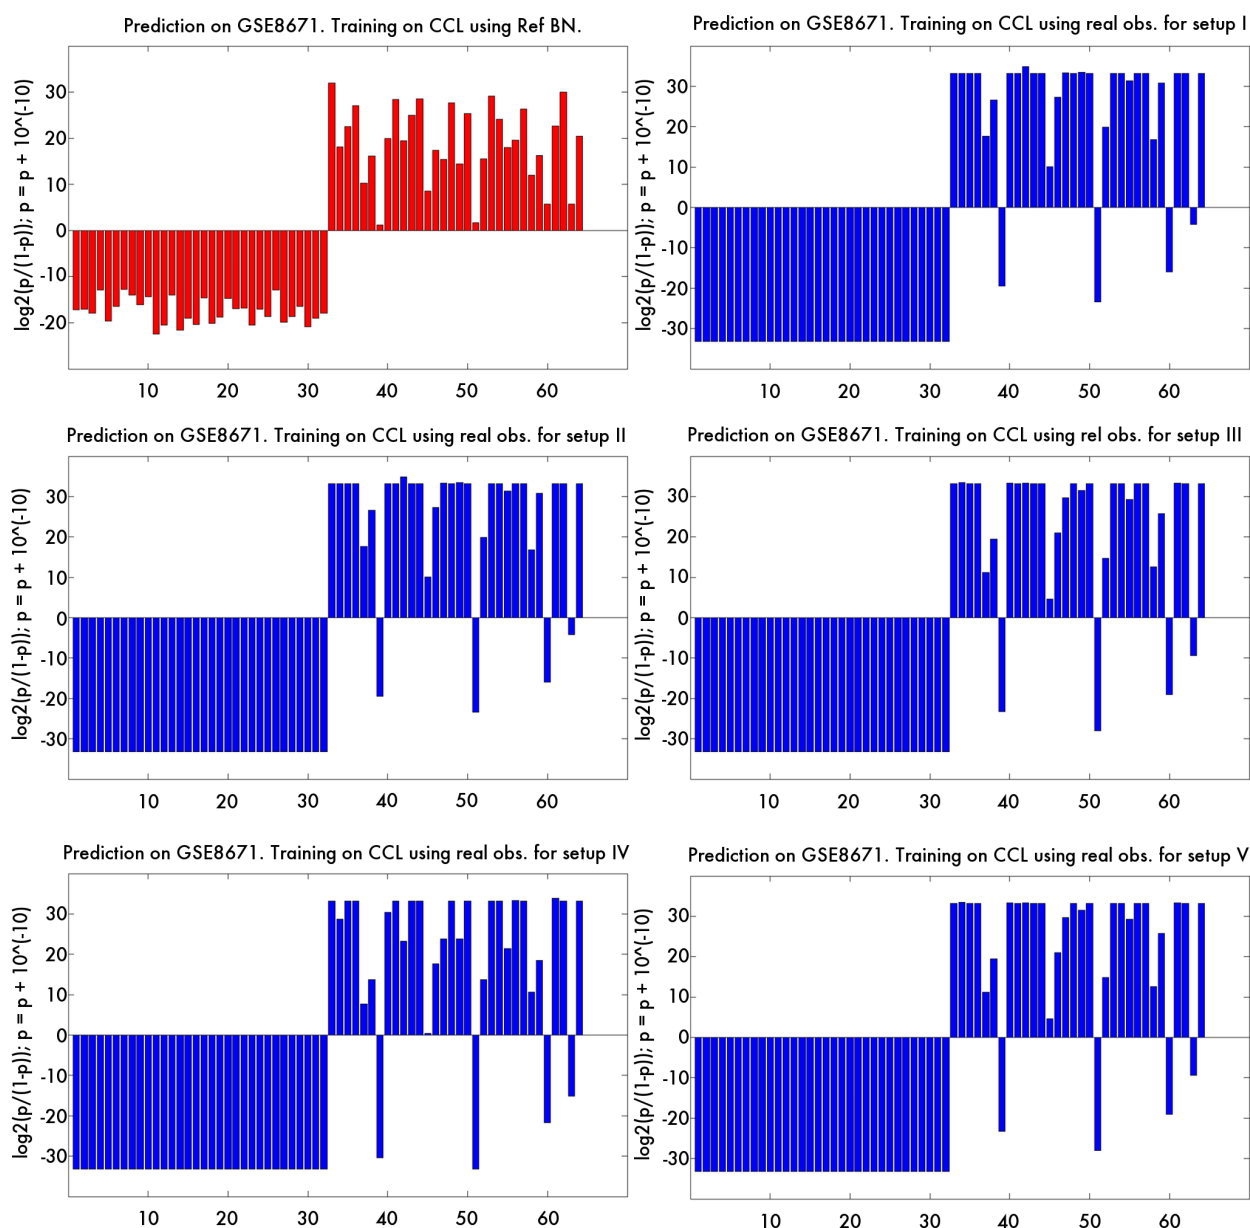 Prediction on GSE8671. Training on CCL using Ref BN.
log2(p/(1-p)); p = p + 10^(-10)
30
20
10
0
-10
-20
10 20 30 40 50 60
Prediction on GSE8671. Training on CCL using real obs. for setup I
log2(p/(1-p)); p = p + 10^(-10)
30
20
10
0
-10
-20
-30
10 20 30 40 50 60
Prediction on GSE8671. Training on CCL using real obs. for setup II
log2(p/(1-p)); p = p + 10^(-10)
30
20
10
0
-10
-20
-30
10 20 30 40 50 60
Prediction on GSE8671. Training on CCL using rel obs. for setup III
log2(p/(1-p)); p = p + 10^(-10)
30
20
10
0
-10
-20
-30
10 20 30 40 50 60
Prediction on GSE8671. Training on CCL using real obs. for setup IV
log2(p/(1-p)); p = p + 10^(-10)
30
20
10
0
-10
-20
-30
10 20 30 40 50 60
Prediction on GSE8671. Training on CCL using real obs. for setup V
log2(p/(1-p)); p = p + 10^(-10)
30
20
10
0
-10
-20
-30
10 20 30 40 50 60